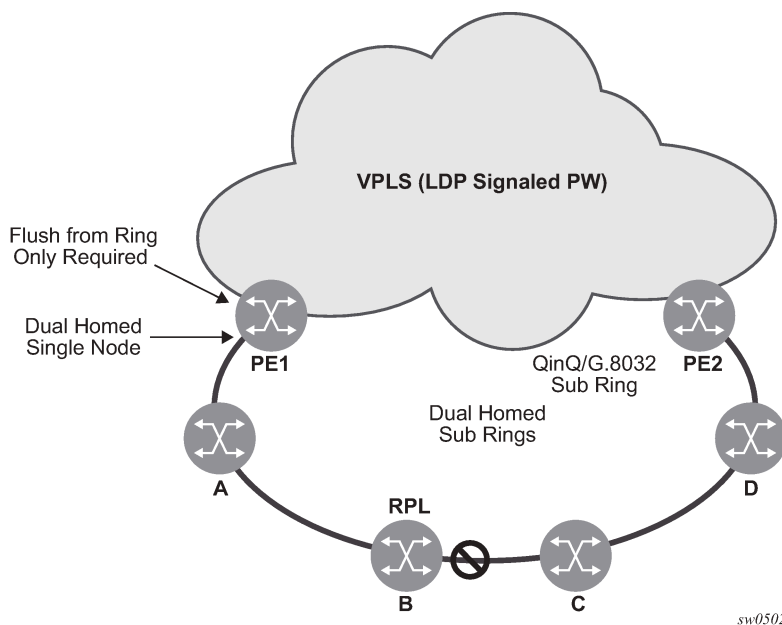 VPLS (LDP Signaled PW)
Flush from Ring
Only Required
Dual Homed
Single Node
PE1
QinQ/G.8032
Sub Ring
PE2
Dual Homed
Sub Rings
A
D
RPL
B
C
sw0502